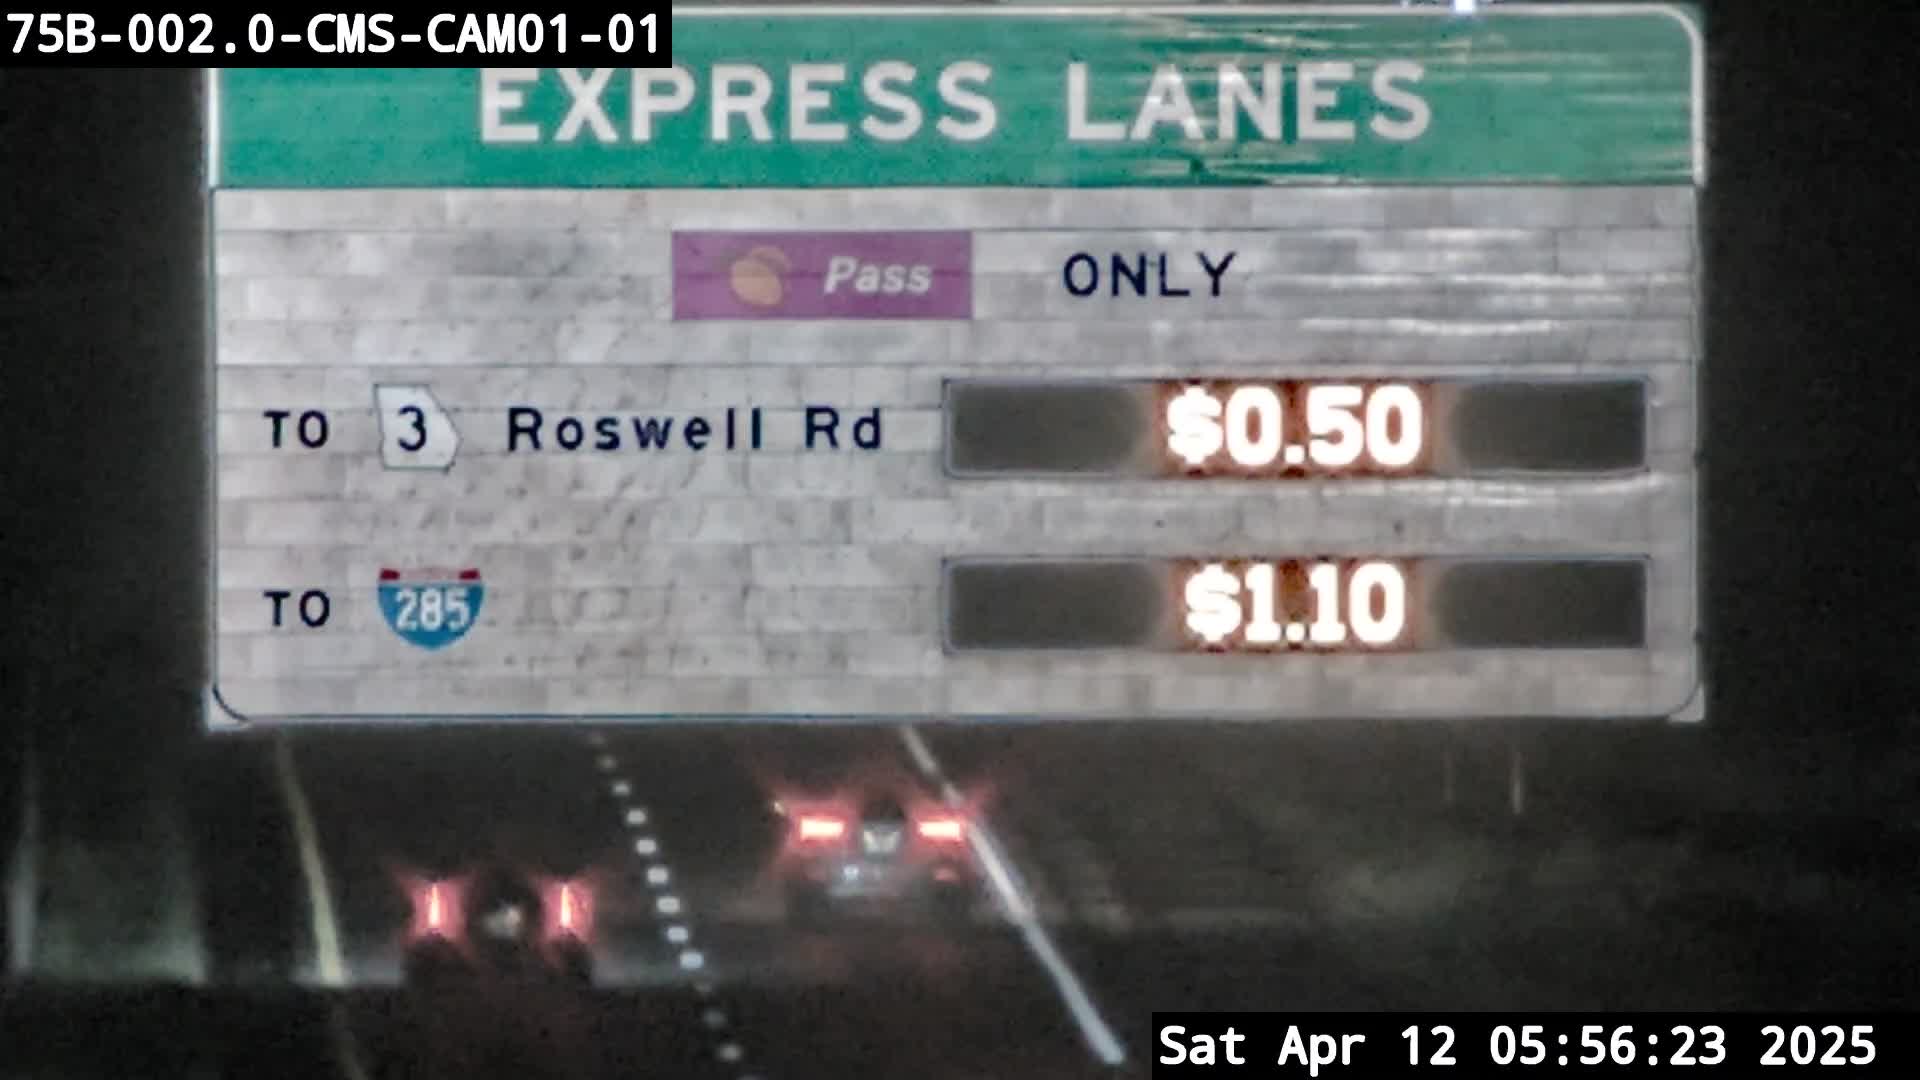 75B-002.0-CMS-CAM01-01
EXPRESS LANES
Pass ONLY
TO 3 Roswell Rd $0.50
TO 285 $1.10
Sat Apr 12 05:56:23 2025